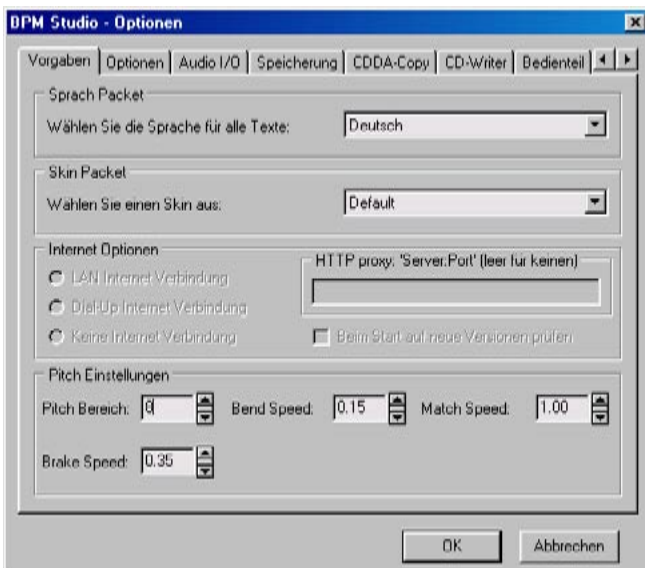 BPM Studio - Optionen
Vorgaben Optionen Audio I/O Speicherung CDDA-Copy CD-Writer Bedienteil
Sprach Packet
Wählen Sie die Sprache für alle Texte: Deutsch
Skin Packet
Wählen Sie einen Skin aus: Default
Internet Optionen
HTTP proxy: 'Server:Port' (leer für keinen)
LAN Internet Verbindung
Dial-Up Internet Verbindung
Keine Internet Verbindung Beim Start auf neue Versionen prüfen
Pitch Einstellungen
Pitch Bereich: 0 Bend Speed: 0.15 Match Speed: 1.00
Brake Speed: 0.35
OK Abbrechen